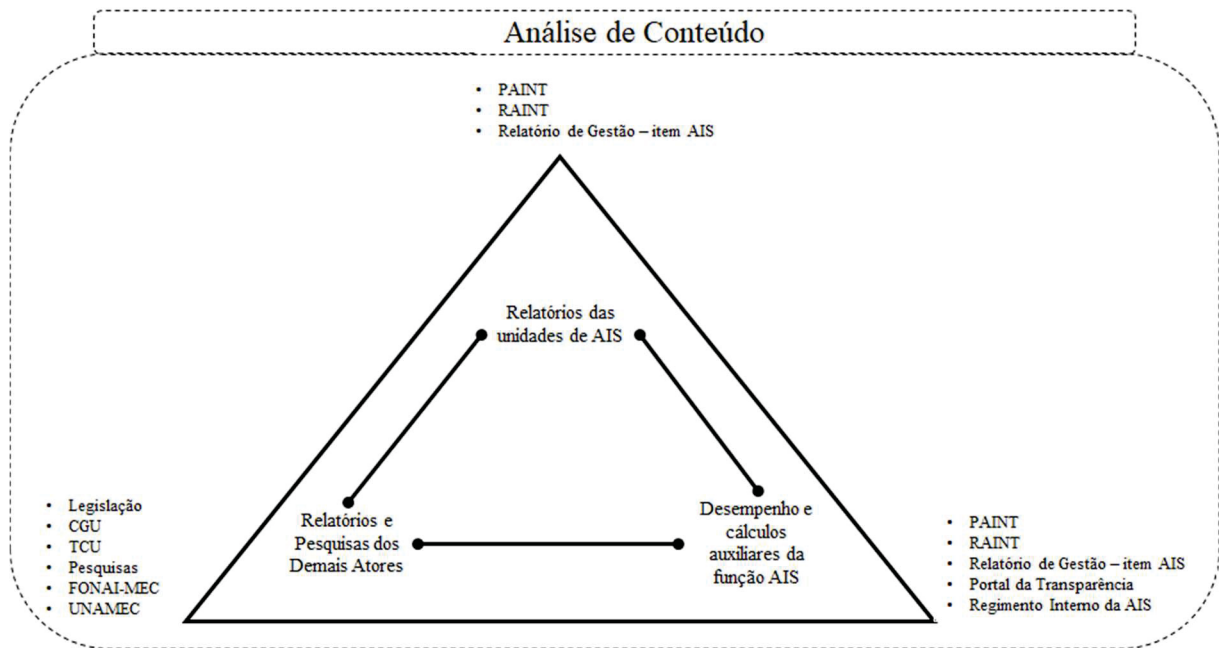 Análise de Conteúdo
• PAINT
• RAINT
• Relatório de Gestão – item AIS
Relatórios das
unidades de AIS
• Legislação
• CGU
• TCU
• Pesquisas
• FONAI-MEC
• UNAMEC
Relatórios e
Pesquisas dos
Demais Atores
Desempenho e
cálculos
auxiliares da
função AIS
• PAINT
• RAINT
• Relatório de Gestão – item AIS
• Portal da Transparência
• Regimento Interno da AIS